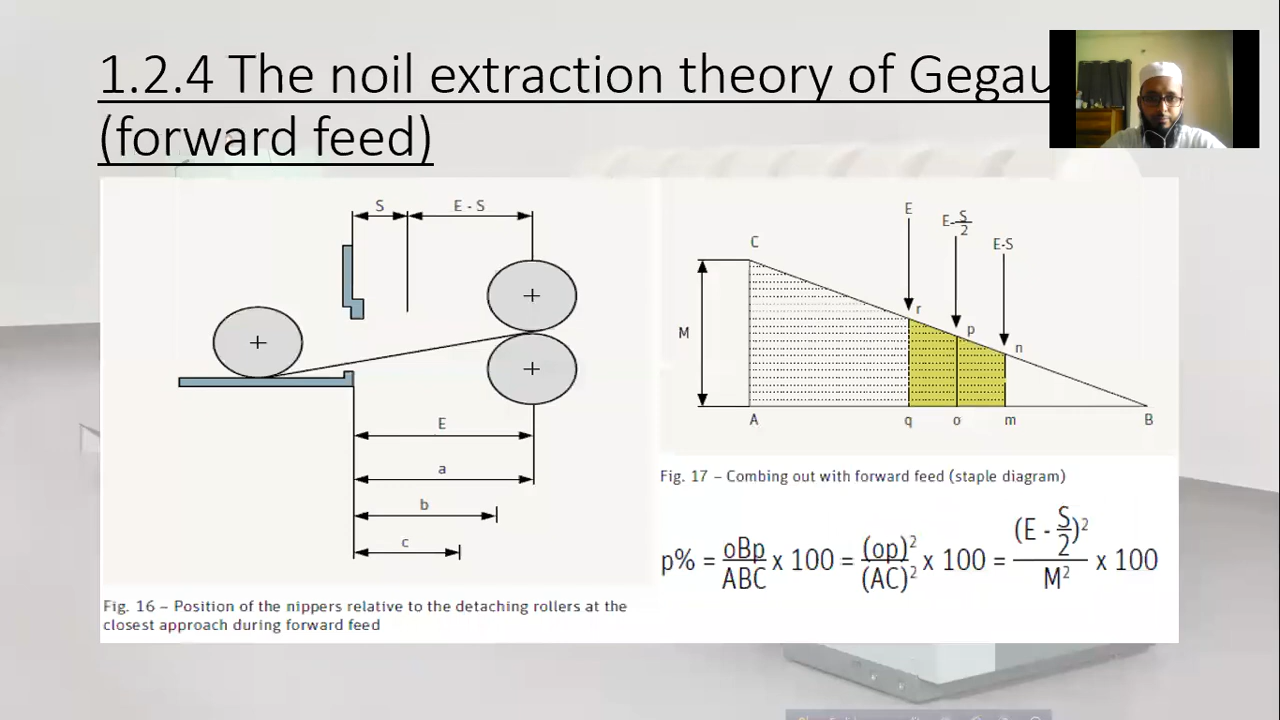 1.2.4 The noil extraction theory of Gegau
(forward feed)
S
E - S
E
a
b
c
Fig. 16 – Position of the nippers relative to the detaching rollers at the
closest approach during forward feed
E
E-S/2
E-S
C
M
r
p
n
A
q
o
m
B
Fig. 17 – Combing out with forward feed (staple diagram)
p% = oBp/ABC x 100 = (op)²/(AC)² x 100 = (E - S/2)²/M² x 100